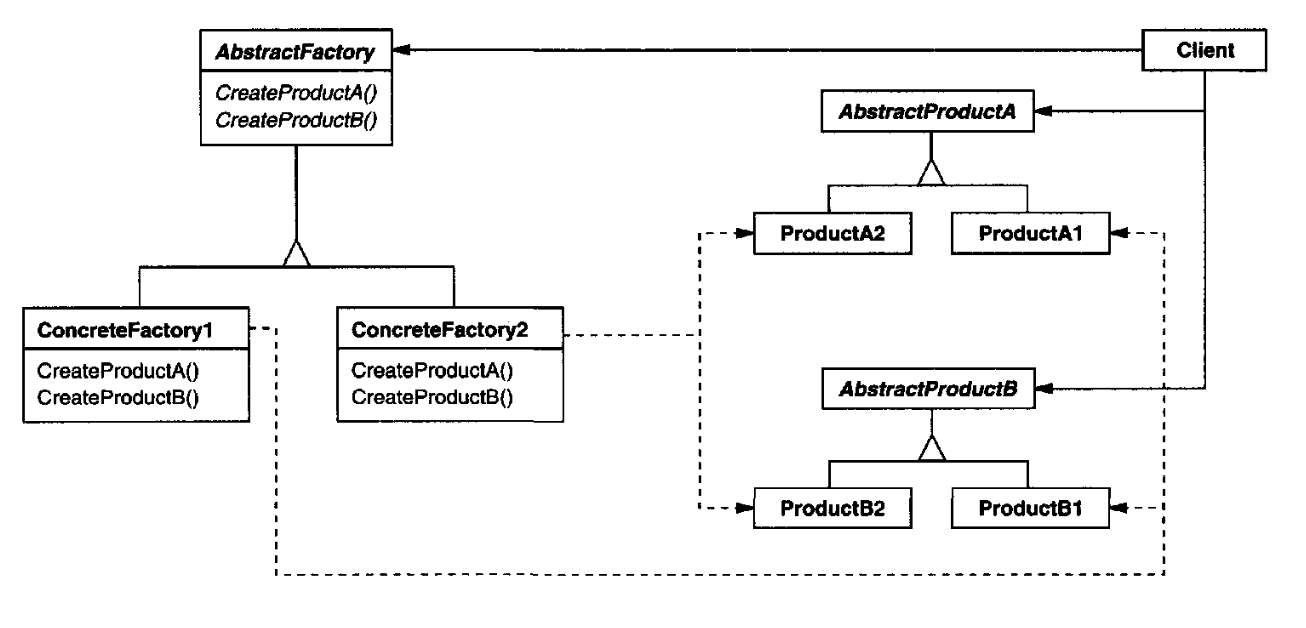 AbstractFactory
CreateProductA()
CreateProductB()
Client
AbstractProductA
ProductA2
ProductA1
ConcreteFactory1
CreateProductA()
CreateProductB()
ConcreteFactory2
CreateProductA()
CreateProductB()
AbstractProductB
ProductB2
ProductB1